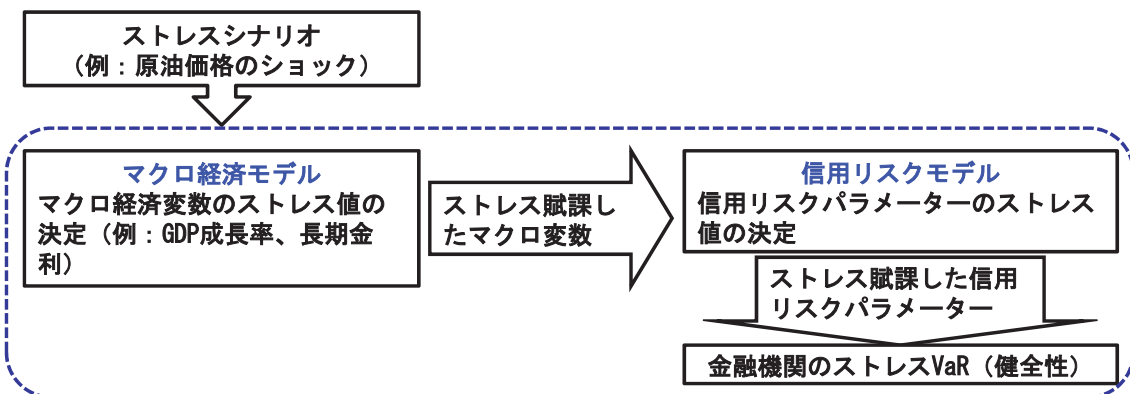 ストレスシナリオ
（例：原油価格のショック）
マクロ経済モデル
マクロ経済変数のストレス値の
決定（例：GDP成長率、長期金
利）
ストレス賦課し
たマクロ変数
信用リスクモデル
信用リスクパラメーターのストレス
値の決定
ストレス賦課した信用
リスクパラメーター
金融機関のストレスVaR（健全性）